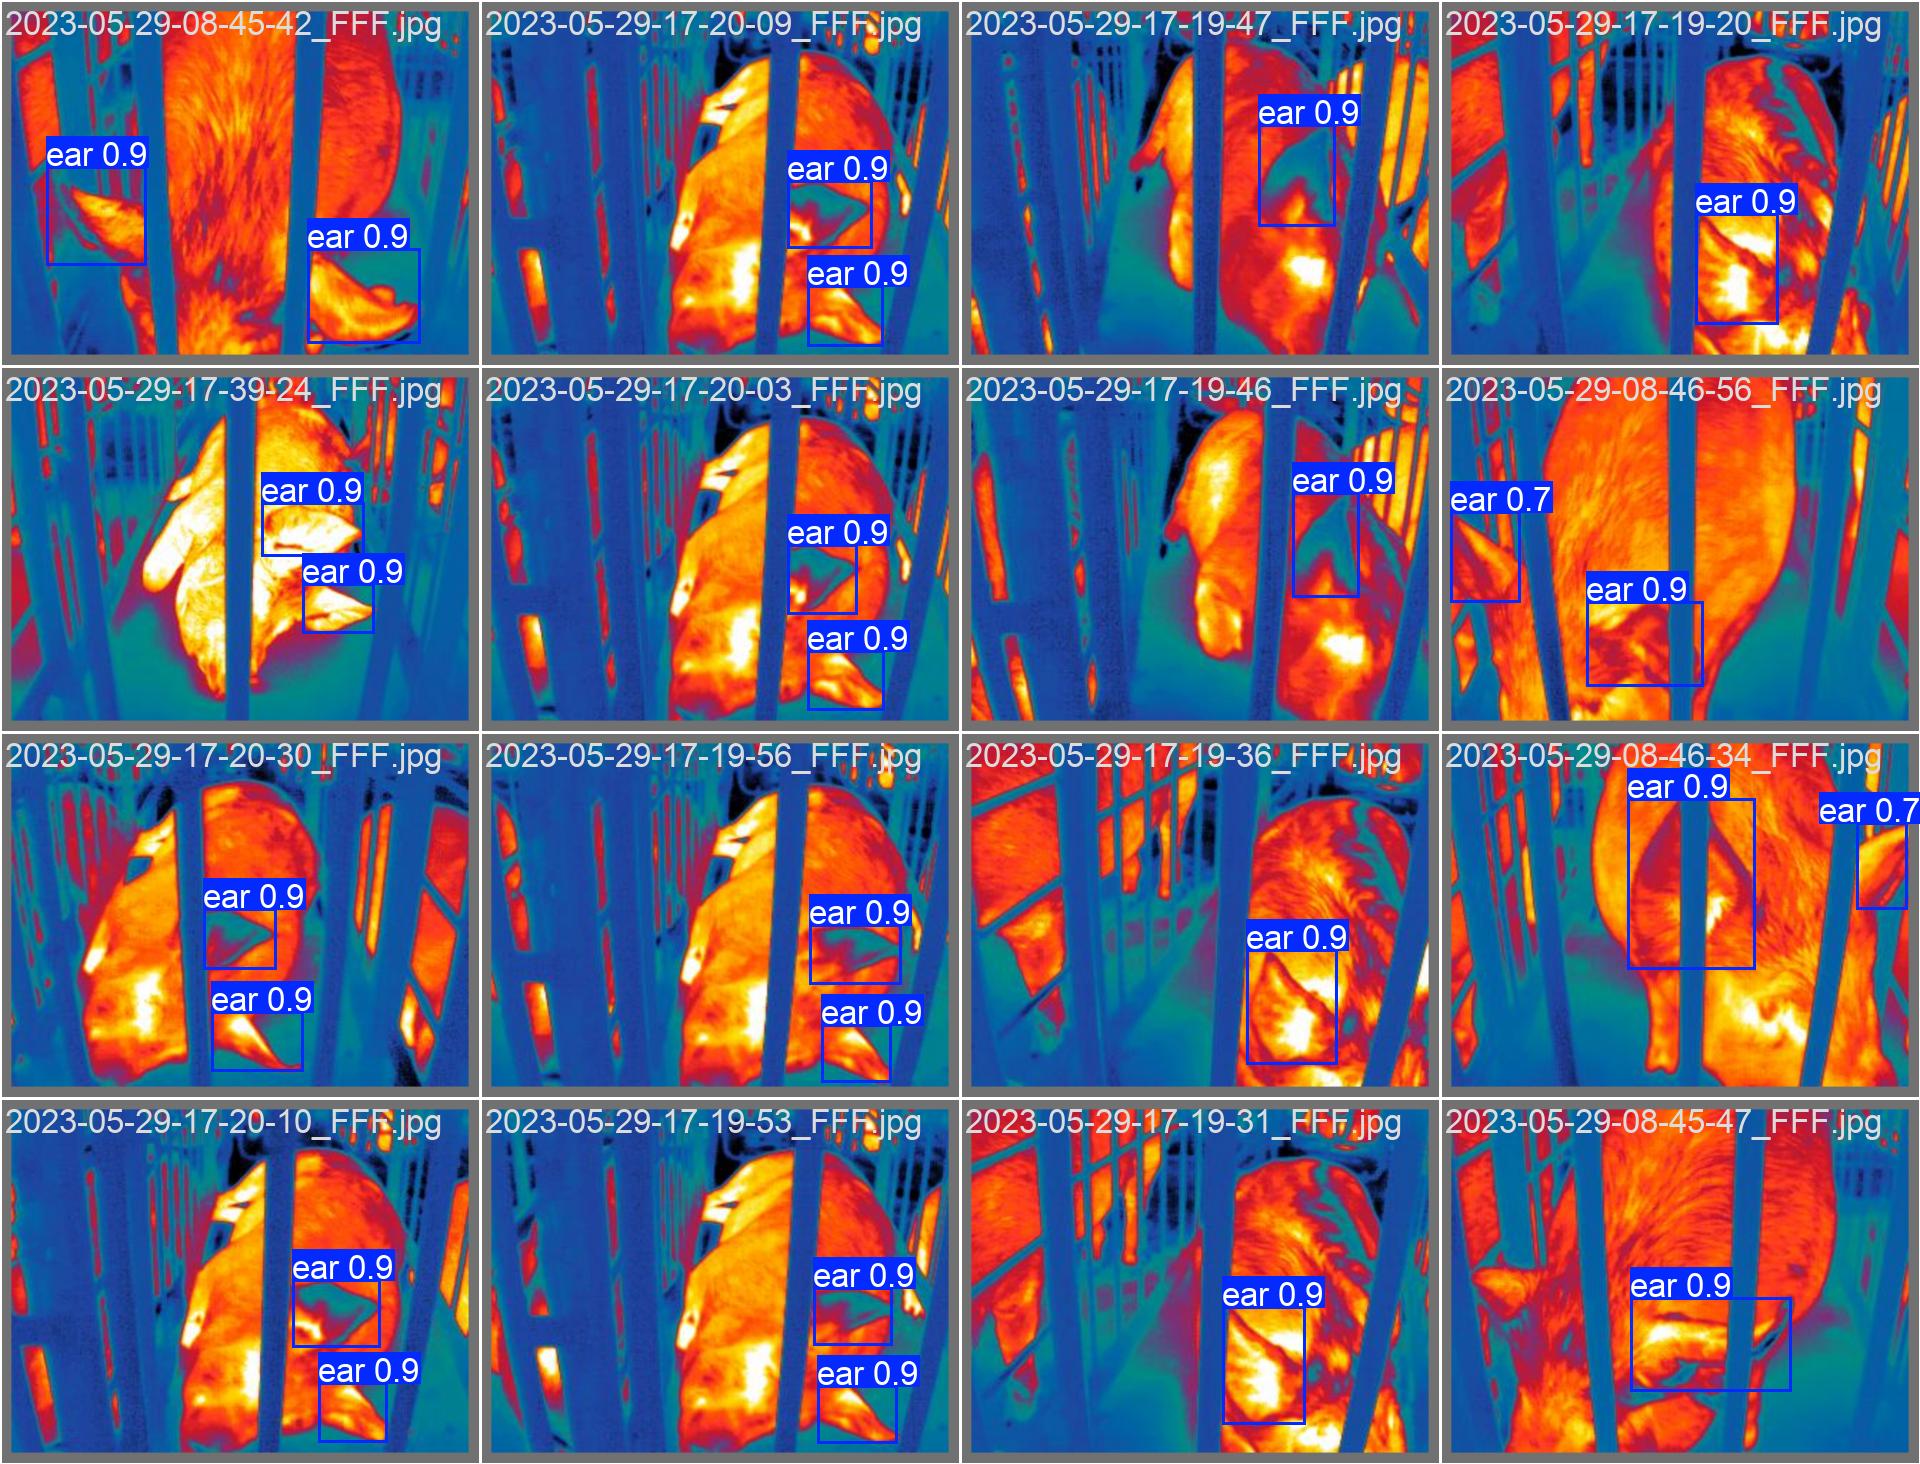 2023-05-29-08-45-42_FFF.jpg
ear 0.9
ear 0.9
2023-05-29-17-20-09_FFF.jpg
ear 0.9
ear 0.9
2023-05-29-17-19-47_FFF.jpg
ear 0.9
2023-05-29-17-19-20_FFF.jpg
ear 0.9
2023-05-29-17-39-24_FFF.jpg
ear 0.9
ear 0.9
2023-05-29-17-20-03_FFF.jpg
ear 0.9
ear 0.9
2023-05-29-17-19-46_FFF.jpg
ear 0.9
2023-05-29-08-46-56_FFF.jpg
ear 0.7
ear 0.9
2023-05-29-17-20-30_FFF.jpg
ear 0.9
ear 0.9
2023-05-29-17-19-56_FFF.jpg
ear 0.9
ear 0.9
2023-05-29-17-19-36_FFF.jpg
ear 0.9
2023-05-29-08-46-34_FFF.jpg
ear 0.9
ear 0.7
2023-05-29-17-20-10_FFF.jpg
ear 0.9
ear 0.9
2023-05-29-17-19-53_FFF.jpg
ear 0.9
ear 0.9
2023-05-29-17-19-31_FFF.jpg
ear 0.9
2023-05-29-08-45-47_FFF.jpg
ear 0.9